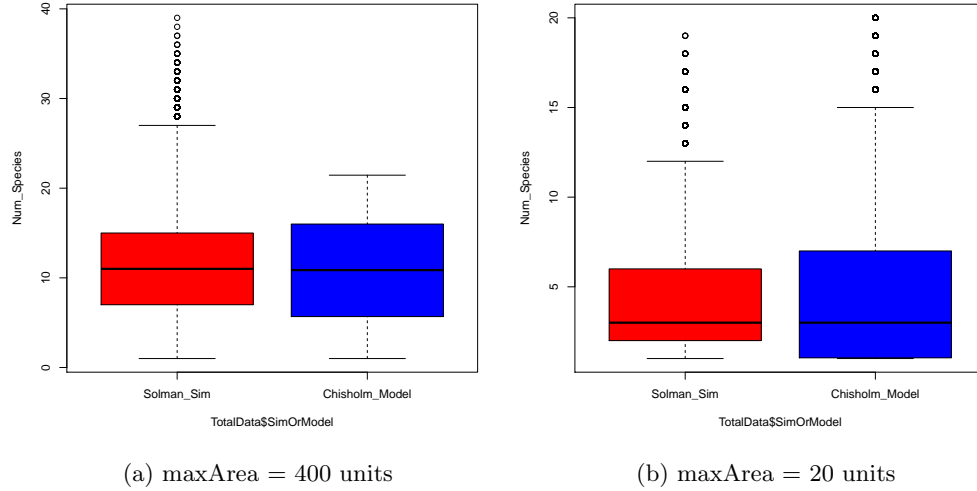 40
30
20
10
0
Num_Species
Solman_Sim Chisholm_Model
TotalData$SimOrModel
(a) maxArea = 400 units
20
15
10
5
Num_Species
Solman_Sim Chisholm_Model
TotalData$SimOrModel
(b) maxArea = 20 units